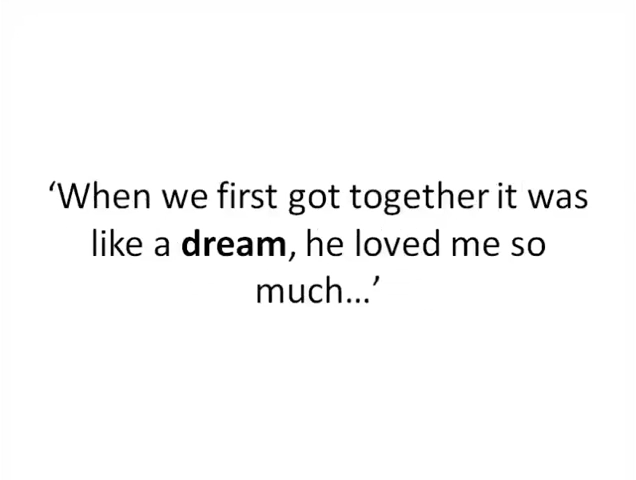 ‘When we first got together it was
like a dream, he loved me so
much...’